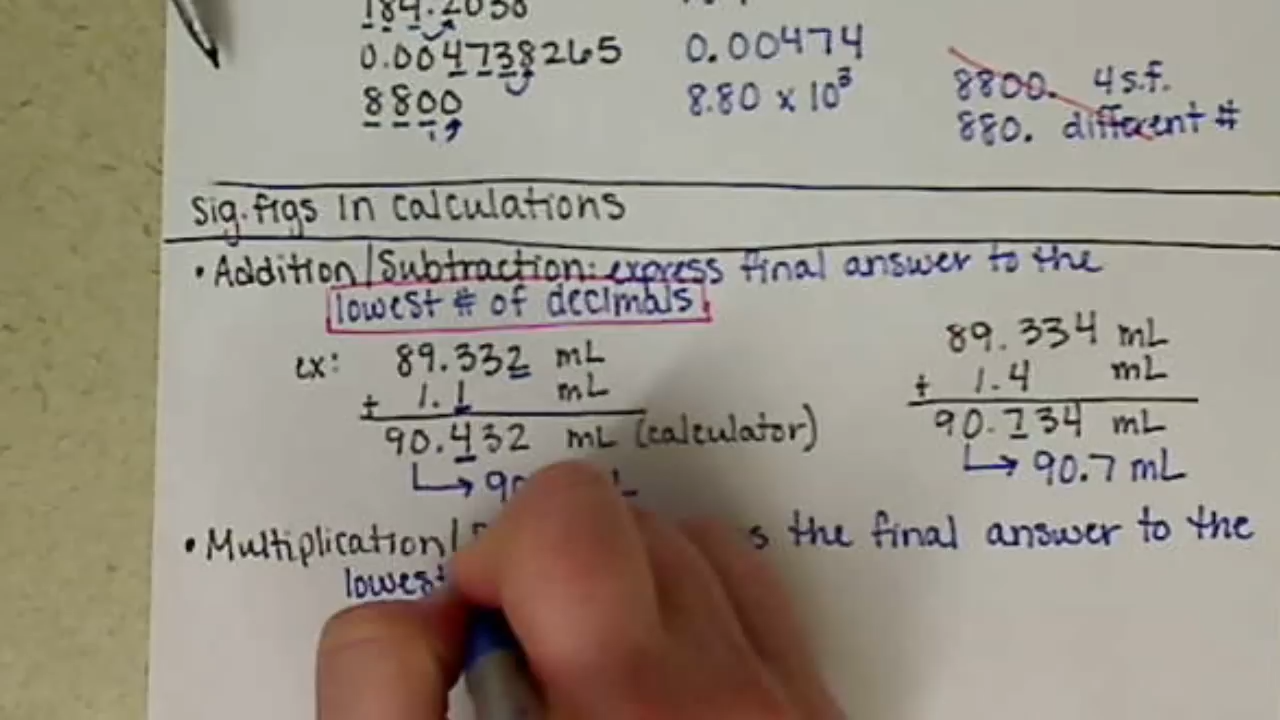 0.004738265 0.00474
8800 8.80 x 10³ 8800. 4 s.f.
880. different #
Sig.figs in calculations
• Addition/Subtraction: express final answer to the
lowest # of decimals
ex: 89.332 mL
+ 1.1 mL
90.432 mL (calculator)
89.334 mL
+ 1.4 mL
90.734 mL
→ 90.7 mL
• Multiplication/ the final answer to the
lowest